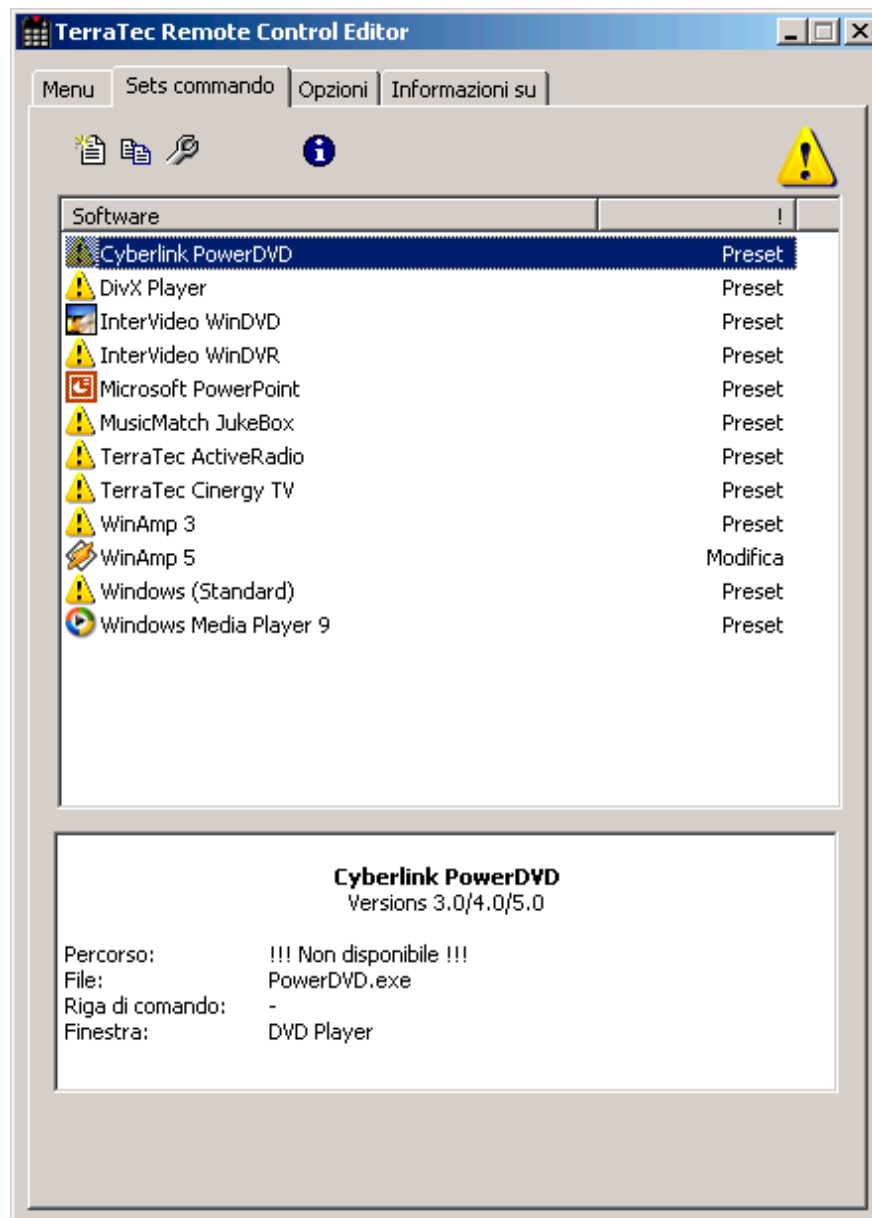 TerraTec Remote Control Editor
Menu Sets commando Opzioni Informazioni su
Software !
Cyberlink PowerDVD Preset
DivX Player Preset
InterVideo WinDVD Preset
InterVideo WinDVR Preset
Microsoft PowerPoint Preset
MusicMatch JukeBox Preset
TerraTec ActiveRadio Preset
TerraTec Cinergy TV Preset
WinAmp 3 Preset
WinAmp 5 Modifica
Windows (Standard) Preset
Windows Media Player 9 Preset
Cyberlink PowerDVD
Versions 3.0/4.0/5.0
Percorso: !!! Non disponibile !!!
File: PowerDVD.exe
Riga di comando: -
Finestra: DVD Player